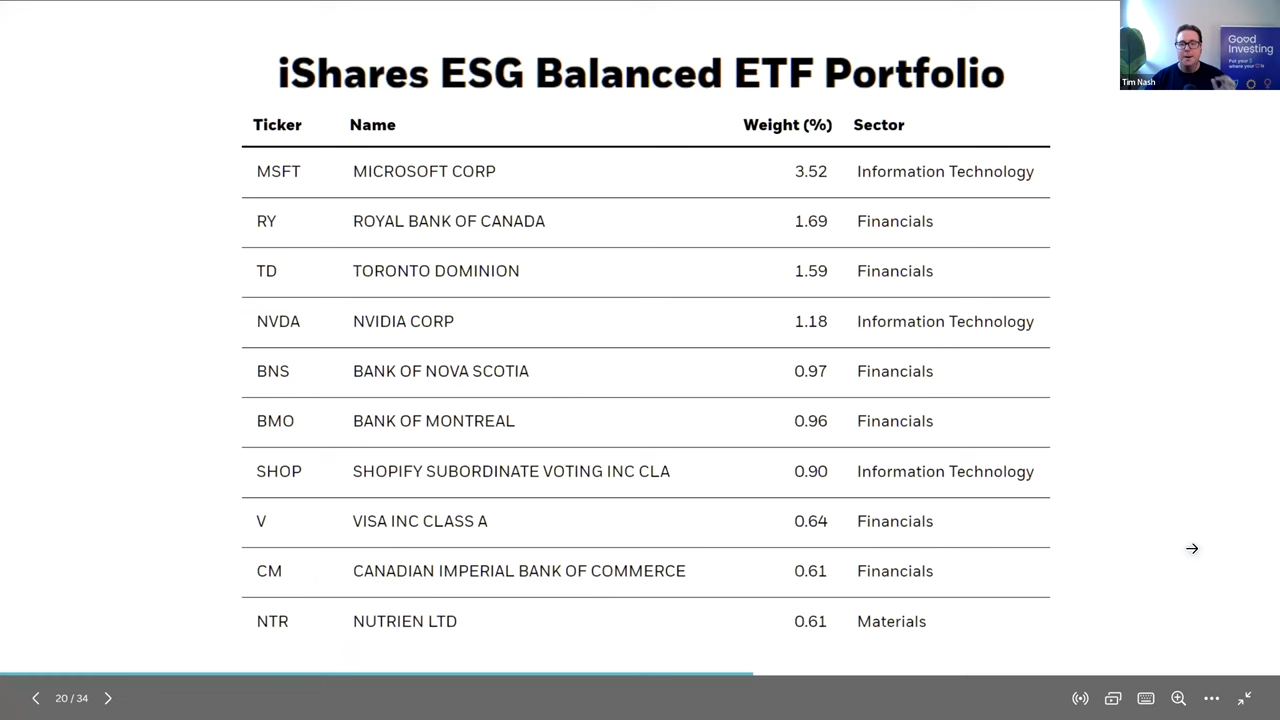 iShares ESG Balanced ETF Portfolio
Good
Investing
Tim Nash
Ticker Name Weight (%) Sector
MSFT MICROSOFT CORP 3.52 Information Technology
RY ROYAL BANK OF CANADA 1.69 Financials
TD TORONTO DOMINION 1.59 Financials
NVDA NVIDIA CORP 1.18 Information Technology
BNS BANK OF NOVA SCOTIA 0.97 Financials
BMO BANK OF MONTREAL 0.96 Financials
SHOP SHOPIFY SUBORDINATE VOTING INC CLA 0.90 Information Technology
V VISA INC CLASS A 0.64 Financials
CM CANADIAN IMPERIAL BANK OF COMMERCE 0.61 Financials
NTR NUTRIEN LTD 0.61 Materials
20 / 34